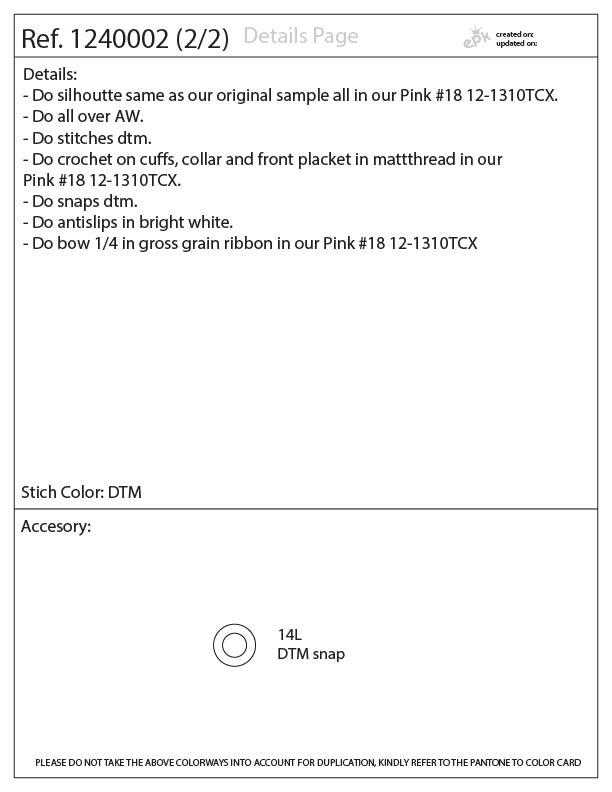 Ref. 1240002 (2/2) Details Page
epk
created on:
updated on:
Details:
- Do silhoutte same as our original sample all in our Pink #18 12-1310TCX.
- Do all over AW.
- Do stitches dtm.
- Do crochet on cuffs, collar and front placket in mattthread in our
Pink #18 12-1310TCX.
- Do snaps dtm.
- Do antislips in bright white.
- Do bow 1/4 in gross grain ribbon in our Pink #18 12-1310TCX
Stich Color: DTM
Accesory:
14L
DTM snap
PLEASE DO NOT TAKE THE ABOVE COLORWAYS INTO ACCOUNT FOR DUPLICATION, KINDLY REFER TO THE PANTONE TO COLOR CARD